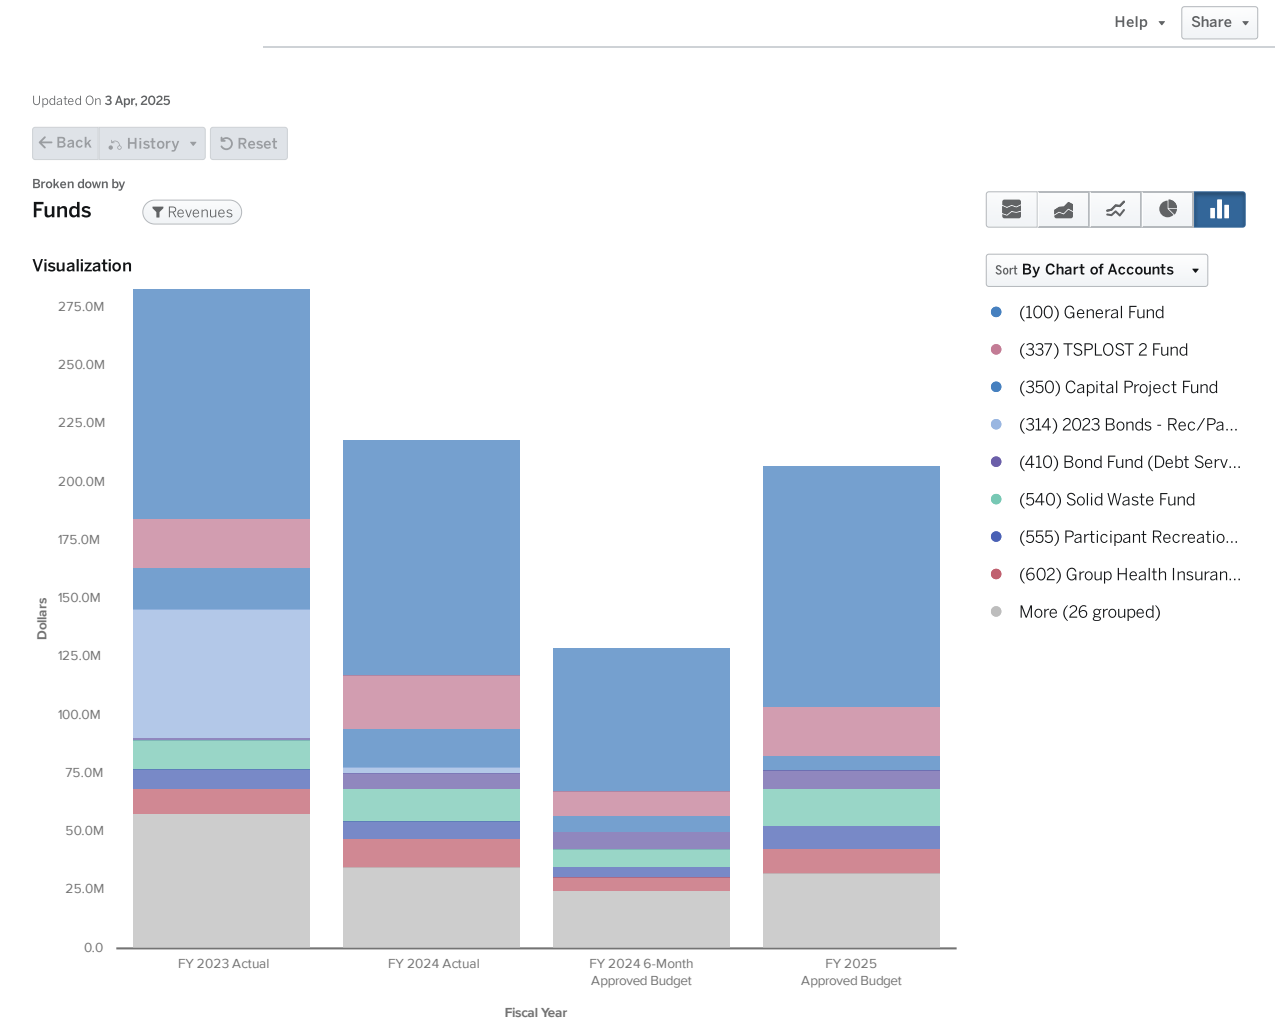 Help
Share
Updated On 3 Apr, 2025
Back
History
Reset
Broken down by
Funds
Revenues
Visualization
Sort By Chart of Accounts
(100) General Fund
(337) TSPLOST 2 Fund
(350) Capital Project Fund
(314) 2023 Bonds - Rec/Pa...
(410) Bond Fund (Debt Serv...
(540) Solid Waste Fund
(555) Participant Recreatio...
(602) Group Health Insuran...
More (26 grouped)
Dollars
275.0M
250.0M
225.0M
200.0M
175.0M
150.0M
125.0M
100.0M
75.0M
50.0M
25.0M
0.0
FY 2023 Actual
FY 2024 Actual
FY 2024 6-Month
Approved Budget
FY 2025
Approved Budget
Fiscal Year